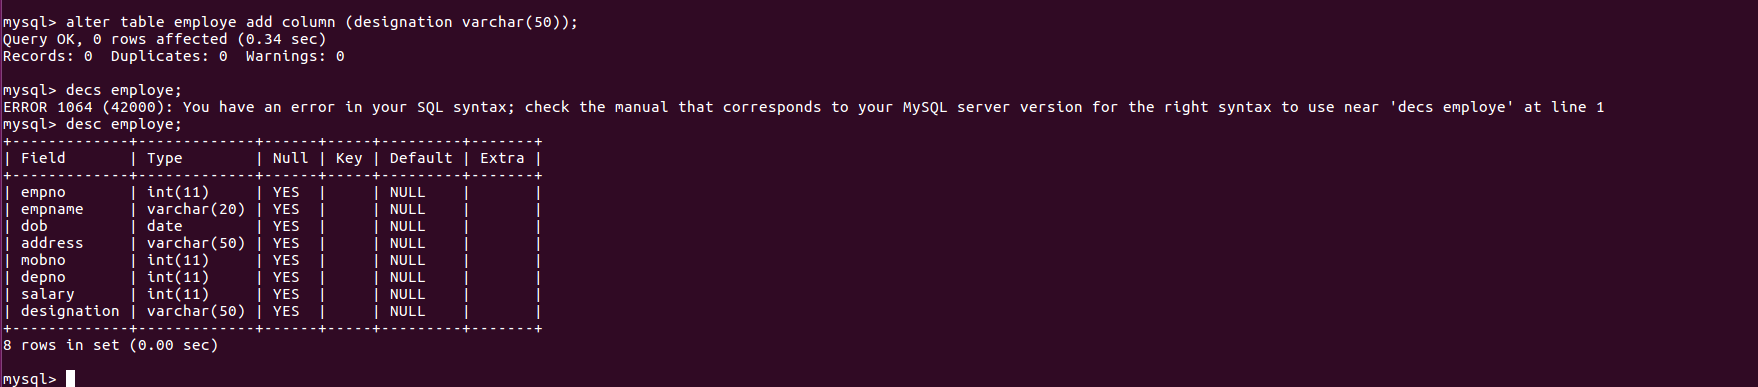 mysql> alter table employe add column (designation varchar(50));
Query OK, 0 rows affected (0.34 sec)
Records: 0  Duplicates: 0  Warnings: 0
mysql> decs employe;
ERROR 1064 (42000): You have an error in your SQL syntax; check the manual that corresponds to your MySQL server version for the right syntax to use near 'decs employe' at line 1
mysql> desc employe;
+-------------+-------------+------+-----+---------+-------+
| Field       | Type        | Null | Key | Default | Extra |
+-------------+-------------+------+-----+---------+-------+
| empno       | int(11)     | YES  |     | NULL    |       |
| empname     | varchar(20) | YES  |     | NULL    |       |
| dob         | date        | YES  |     | NULL    |       |
| address     | varchar(50) | YES  |     | NULL    |       |
| mobno       | int(11)     | YES  |     | NULL    |       |
| depno       | int(11)     | YES  |     | NULL    |       |
| salary      | int(11)     | YES  |     | NULL    |       |
| designation | varchar(50) | YES  |     | NULL    |       |
+-------------+-------------+------+-----+---------+-------+
8 rows in set (0.00 sec)
mysql>